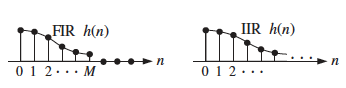 FIR h(n)
0 1 2 · · · M
n
IIR h(n)
0 1 2 · · ·
· · ·
n